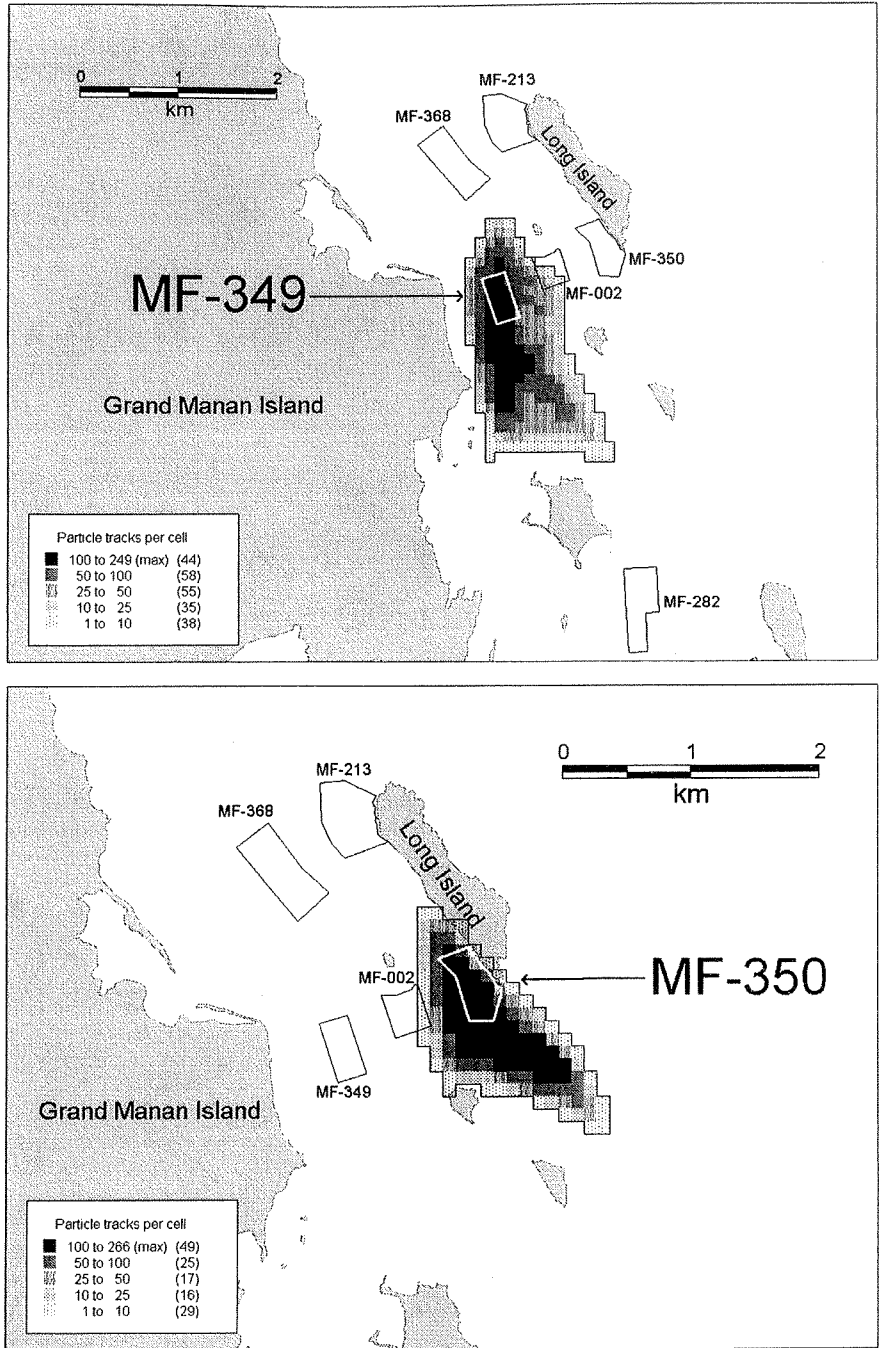 0 1 2
km
MF-213
MF-368
Long Island
MF-350
MF-002
MF-349
Grand Manan Island
Particle tracks per cell
100 to 249 (max) (44)
50 to 100 (58)
25 to 50 (55)
10 to 25 (35)
1 to 10 (38)
MF-282
0 1 2
km
MF-213
MF-368
Long Island
MF-002
MF-350
MF-349
Grand Manan Island
Particle tracks per cell
100 to 266 (max) (49)
50 to 100 (25)
25 to 50 (17)
10 to 25 (16)
1 to 10 (29)